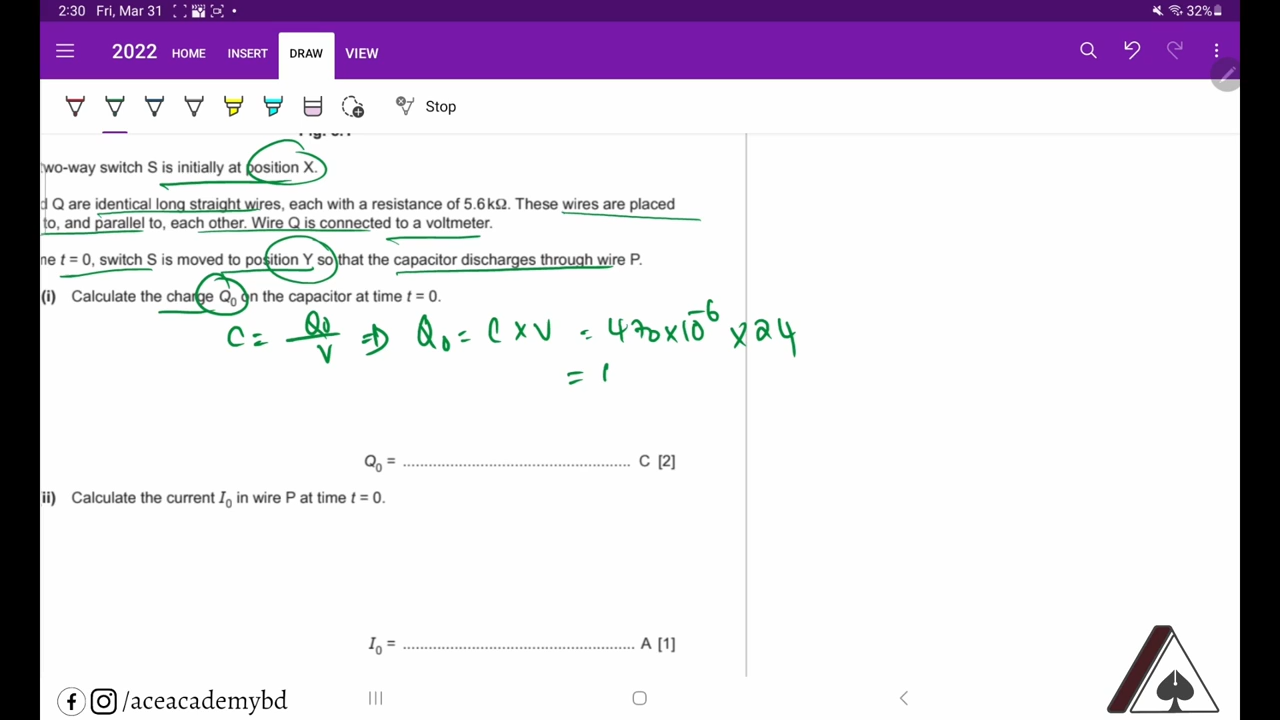 2:30 Fri, Mar 31
32%
2022 HOME INSERT DRAW VIEW
Stop
two-way switch S is initially at position X.
d Q are identical long straight wires, each with a resistance of 5.6 kΩ. These wires are placed
to, and parallel to, each other. Wire Q is connected to a voltmeter.
me t = 0, switch S is moved to position Y so that the capacitor discharges through wire P.
(i) Calculate the charge Q₀ on the capacitor at time t = 0.
C = Q₀/V ⇒ Q₀ = C × V = 470×10⁻⁶ × 24
=
Q₀ = .................................................. C [2]
ii) Calculate the current I₀ in wire P at time t = 0.
I₀ = .................................................. A [1]
/aceacademybd